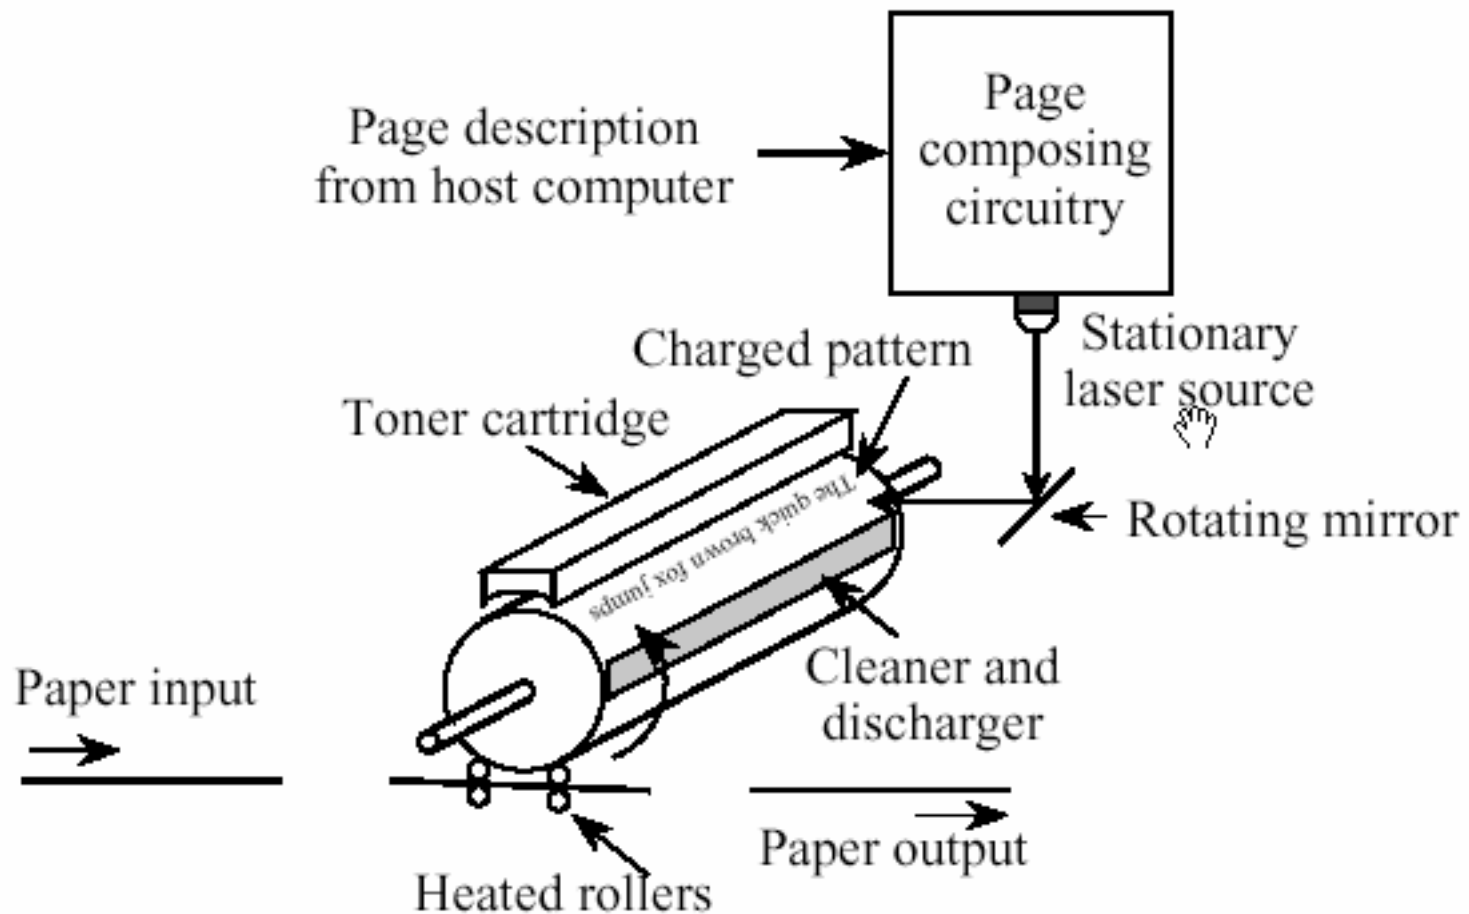 Page description
from host computer
Page
composing
circuitry
Stationary
laser source
Charged pattern
Toner cartridge
The quick brown fox jumps
Rotating mirror
Cleaner and
discharger
Paper input
Paper output
Heated rollers